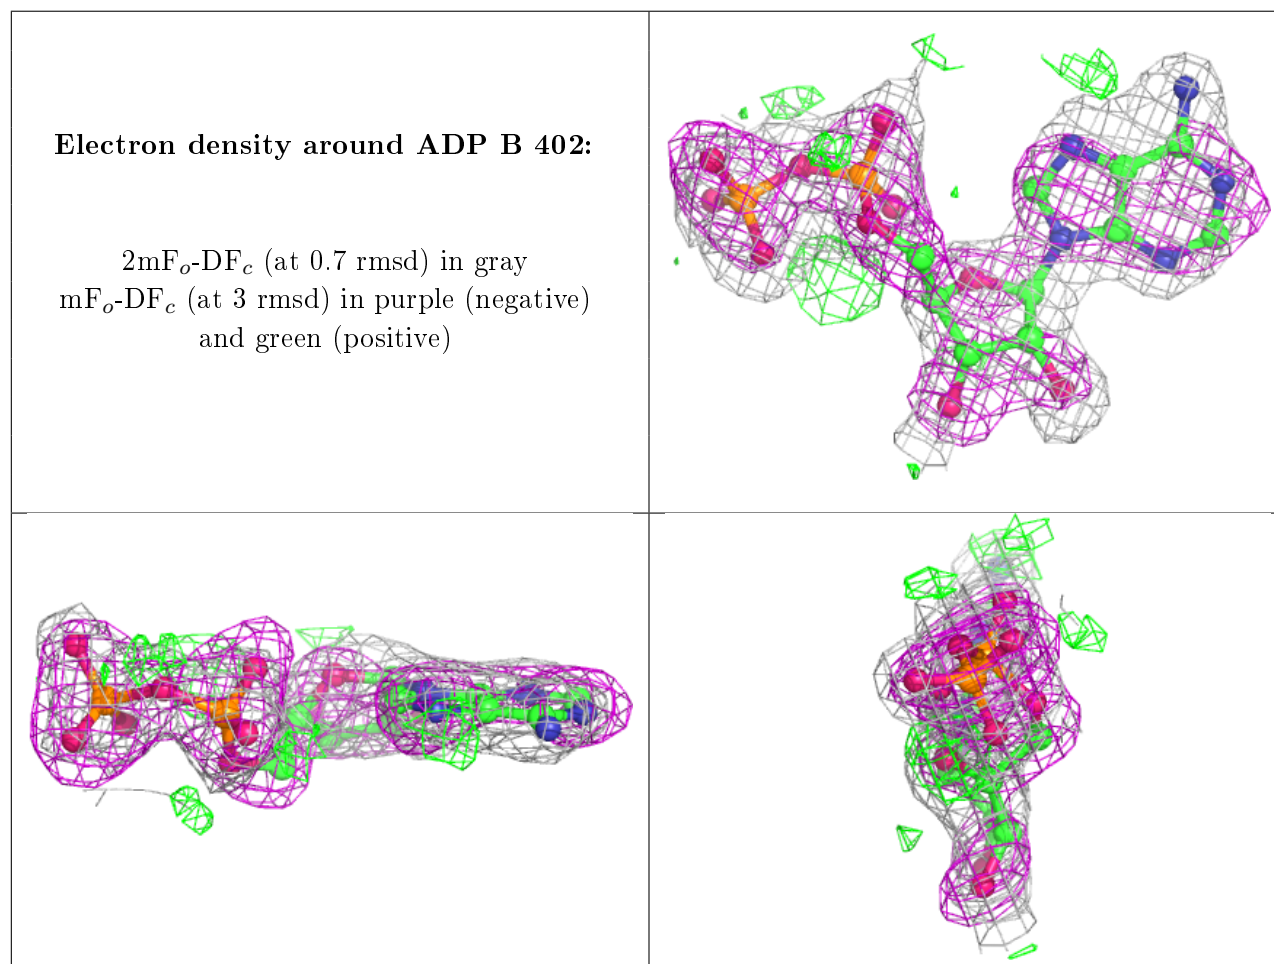 Electron density around ADP B 402:
2mFo-DFc (at 0.7 rmsd) in gray
mFo-DFc (at 3 rmsd) in purple (negative)
and green (positive)